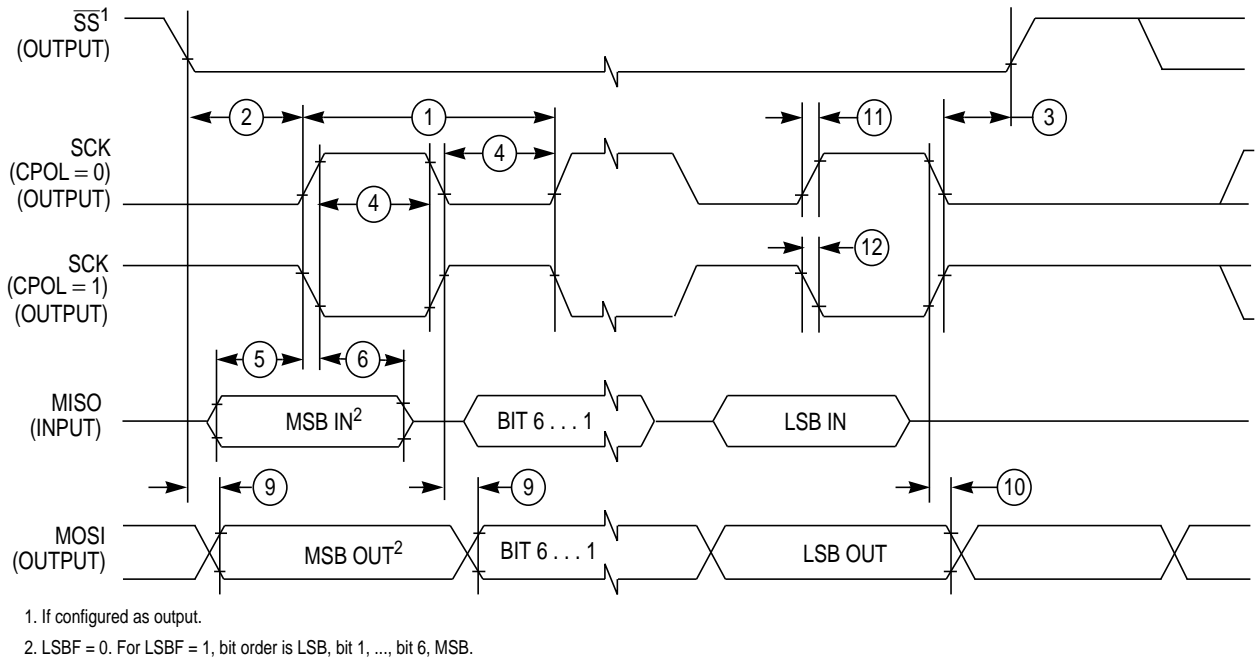 SS1
(OUTPUT)
2
1
11
3
SCK
(CPOL = 0)
(OUTPUT)
4
4
12
SCK
(CPOL = 1)
(OUTPUT)
5
6
MISO
(INPUT)
MSB IN2
BIT 6 . . . 1
LSB IN
9
9
10
MOSI
(OUTPUT)
MSB OUT2
BIT 6 . . . 1
LSB OUT
1. If configured as output.
2. LSBF = 0. For LSBF = 1, bit order is LSB, bit 1, ..., bit 6, MSB.